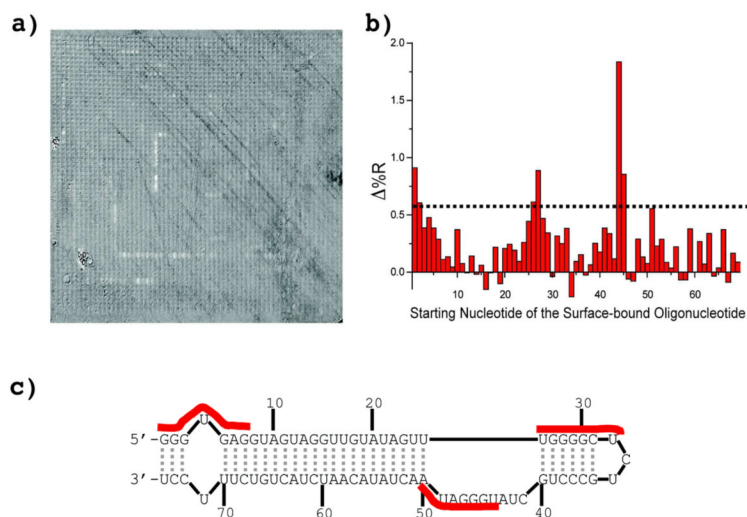 a)
b)
2.0
1.5
1.0
0.5
0.0
Δ%R
10 20 30 40 50 60
Starting Nucleotide of the Surface-bound Oligonucleotide
c)
10 20 30
U
5'-GGG GAGGUAGUAGGUUGUAUAGUU UGGGGC U
C
3'-UCC UUCUGUCAUCUAACAUAUCAA GUCCCG U
U UAGGGUAUC
70 60 50 40